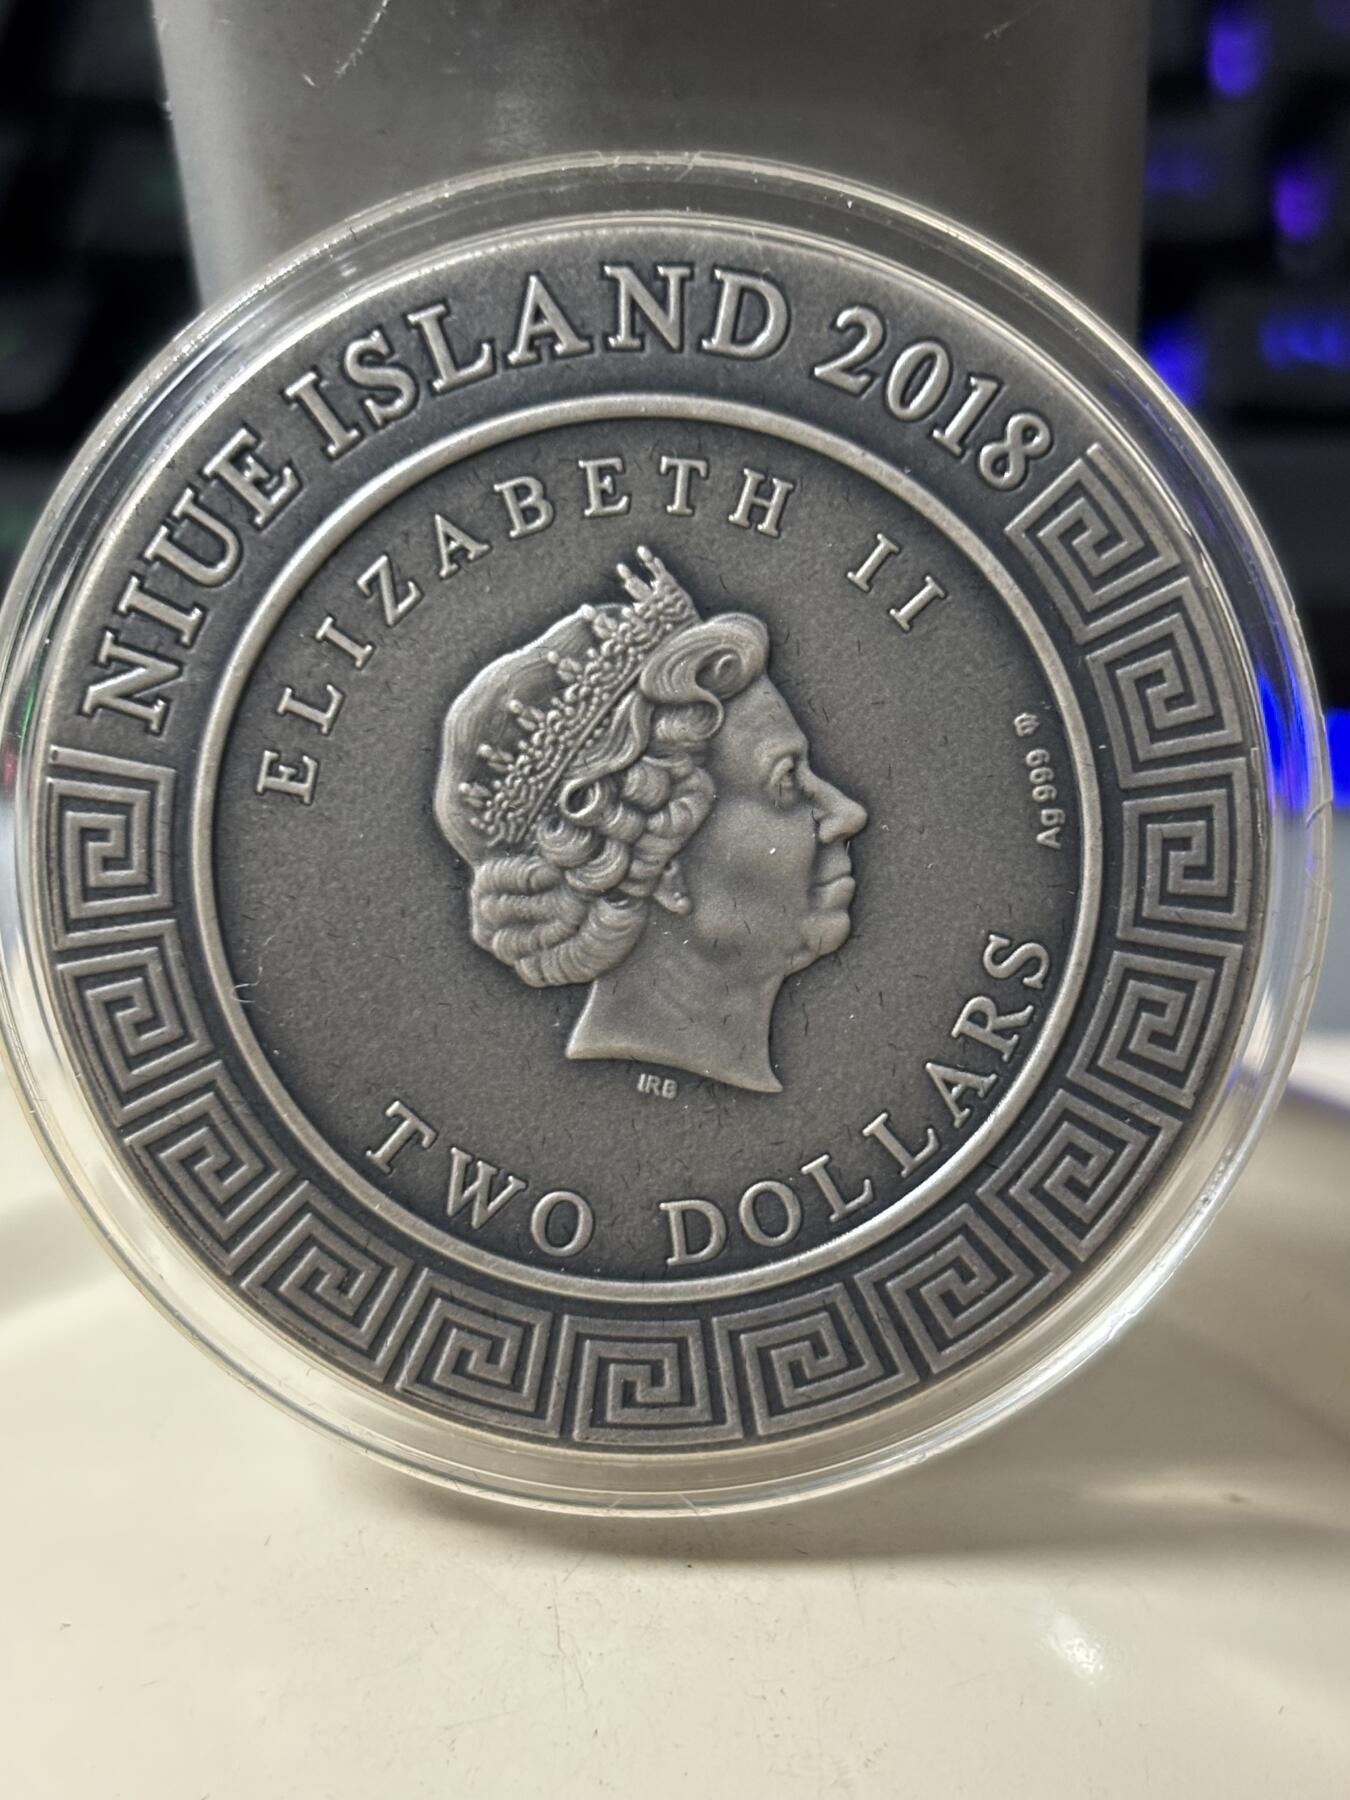 NIUE ISLAND 2018
ELIZABETH II
Ag 999
IRB
TWO DOLLARS